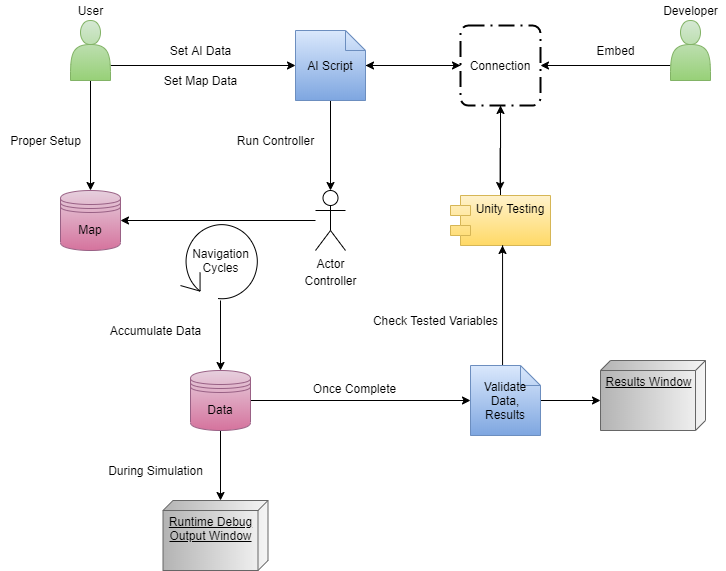 User
Developer
Set AI Data
Set Map Data
AI Script
Connection
Embed
Proper Setup
Run Controller
Map
Unity Testing
Navigation
Cycles
Actor
Controller
Accumulate Data
Check Tested Variables
Data
Once Complete
Validate
Data,
Results
Results Window
During Simulation
Runtime Debug
Output Window